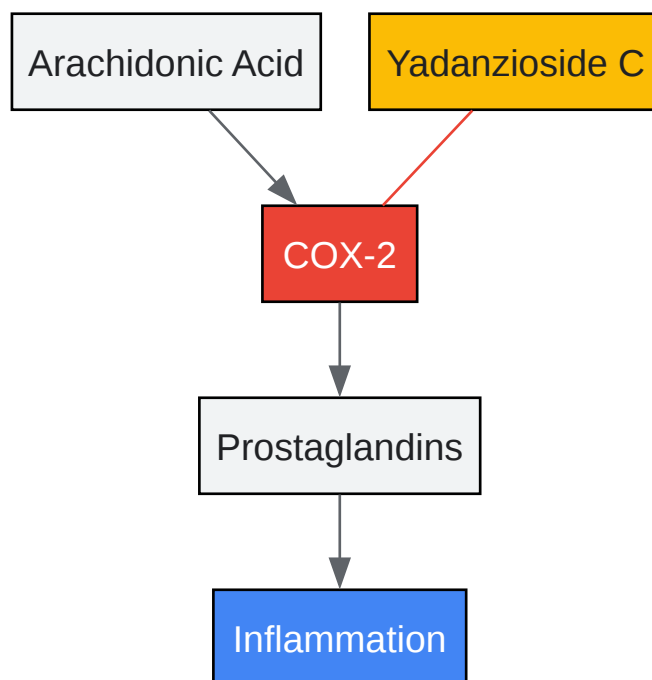 Arachidonic Acid
Yadanzioside C
COX-2
Prostaglandins
Inflammation